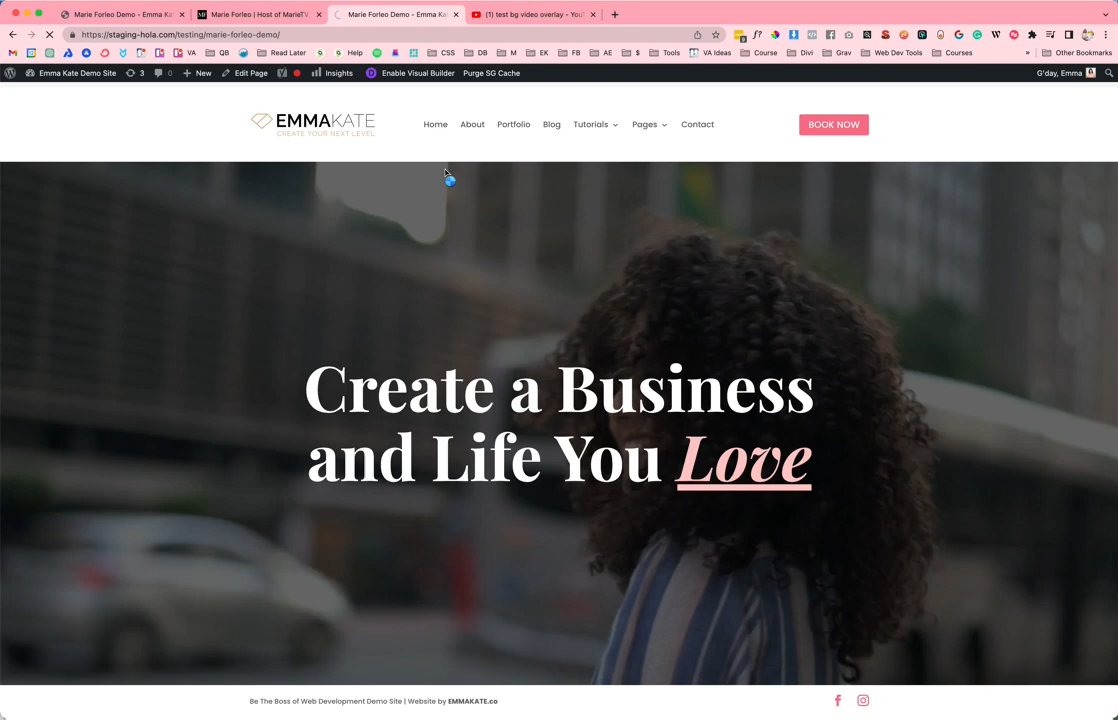 Marie Forleo Demo - Emma Ka
Marie Forleo | Host of MarieTV,
Marie Forleo Demo - Emma Ka
(1) test bg video overlay - You
https://staging-hola.com/testing/marie-forleo-demo/
VA
QB
Read Later
Help
CSS
DB
M
EK
FB
AE
$
Tools
VA Ideas
Course
Divi
Grav
Web Dev Tools
Courses
»
Other Bookmarks
Emma Kate Demo Site
3
0
New
Edit Page
Insights
Enable Visual Builder
Purge SG Cache
G'day, Emma
EMMAKATE
CREATE YOUR NEXT LEVEL
Home
About
Portfolio
Blog
Tutorials
Pages
Contact
BOOK NOW
Create a Business
and Life You Love
Be The Boss of Web Development Demo Site | Website by EMMAKATE.co